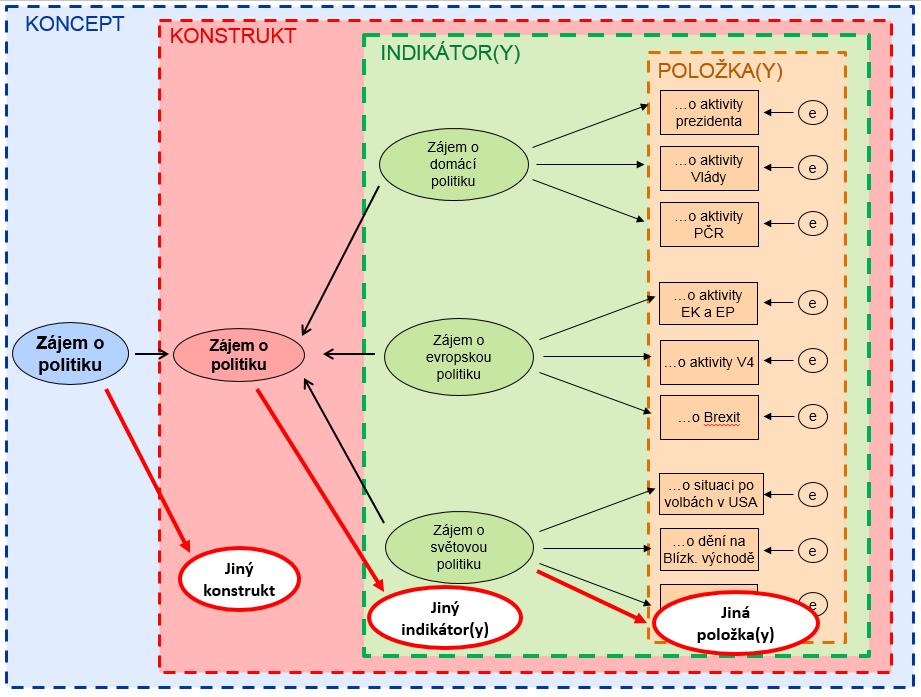 KONCEPT
KONSTRUKT
INDIKÁTOR(Y)
POLOŽKA(Y)
…o aktivity
prezidenta
e
Zájem o
domácí
politiku
…o aktivity
Vlády
e
…o aktivity
PČR
e
…o aktivity
EK a EP
e
Zájem o
politiku
Zájem o
politiku
Zájem o
evropskou
politiku
…o aktivity V4
e
…o Brexit
e
…o situaci po
volbách v USA
e
Zájem o
světovou
politiku
…o dění na
Blízk. východě
e
e
Jiný
konstrukt
Jiný
indikátor(y)
Jiná
položka(y)